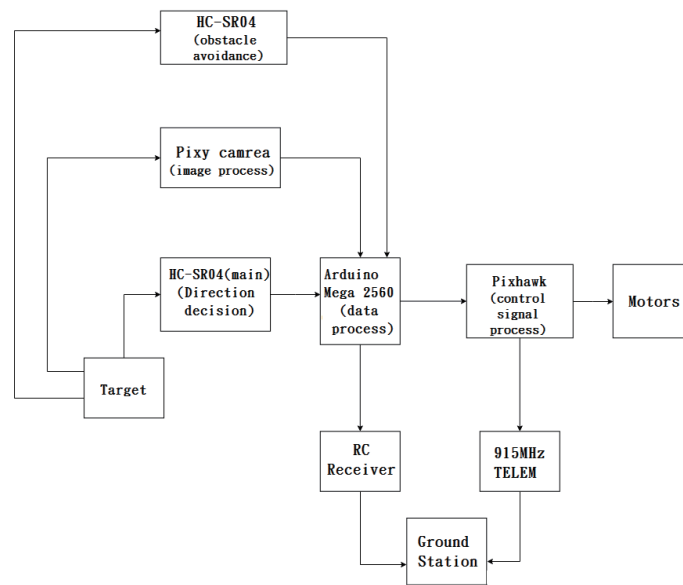 HC-SR04
(obstacle
avoidance)
Pixy camrea
(image process)
HC-SR04(main)
(Direction
decision)
Arduino
Mega 2560
(data
process)
Pixhawk
(control
signal
process)
Motors
Target
RC
Receiver
915MHz
TELEM
Ground
Station